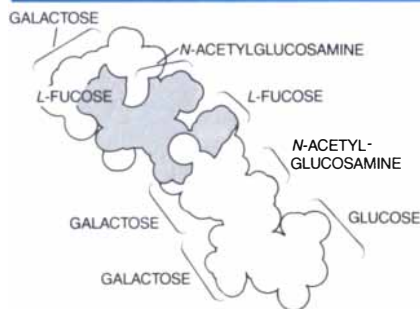 GALACTOSE
N-ACETYLGLUCOSAMINE
L-FUCOSE
L-FUCOSE
N-ACETYL-
GLUCOSAMINE
GALACTOSE
GLUCOSE
GALACTOSE